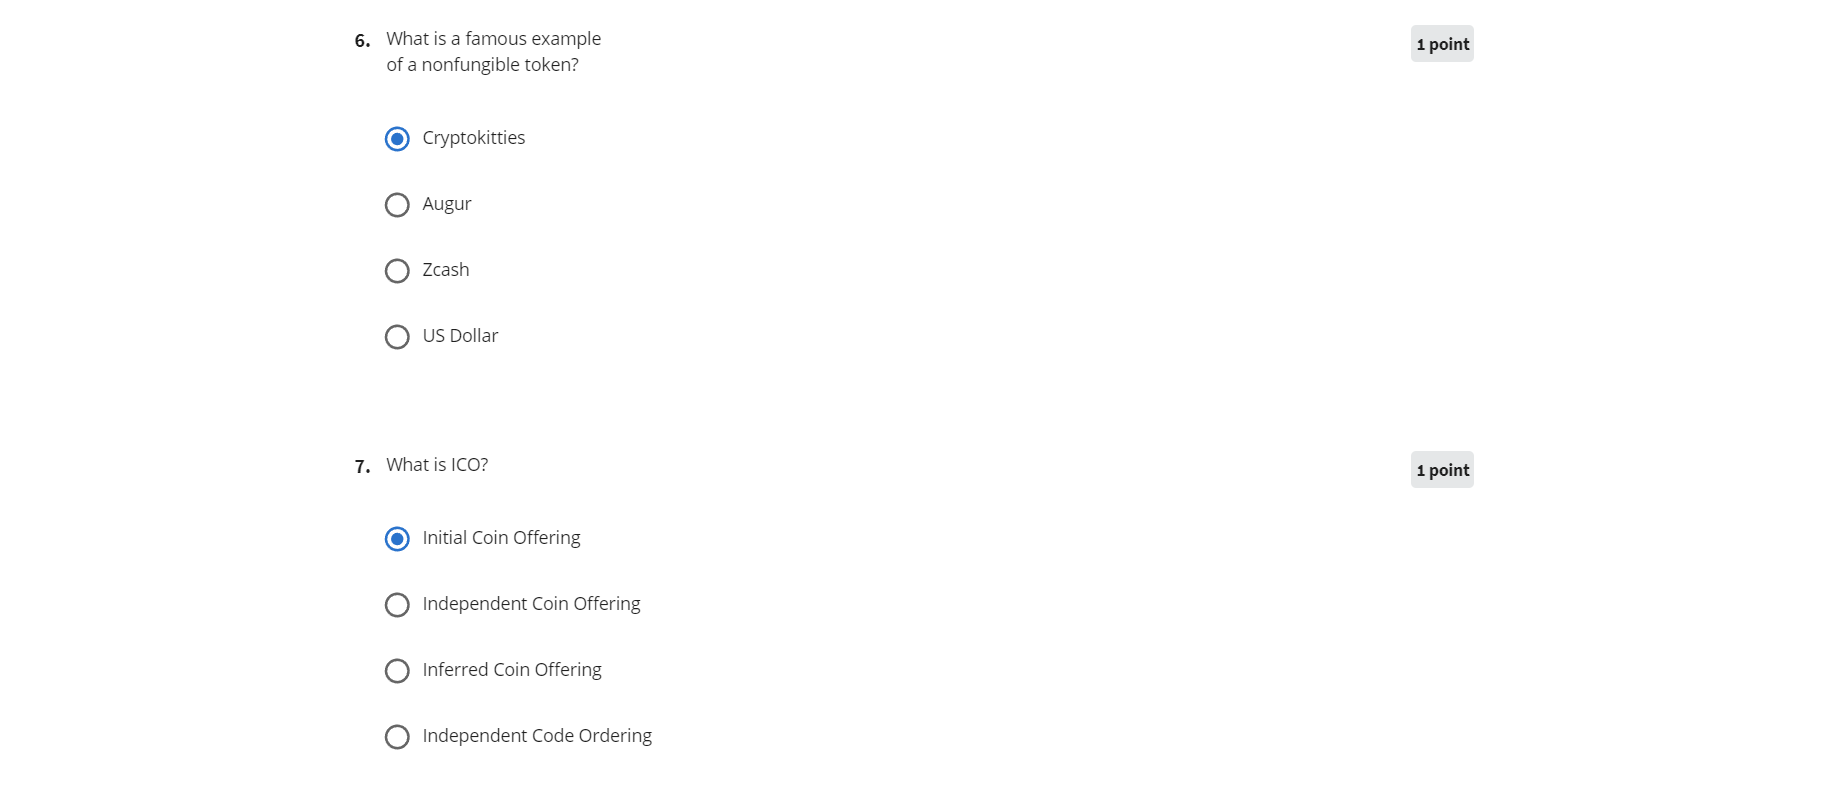 6. What is a famous example
of a nonfungible token?
1 point
Cryptokitties
Augur
Zcash
US Dollar
7. What is ICO?
1 point
Initial Coin Offering
Independent Coin Offering
Inferred Coin Offering
Independent Code Ordering